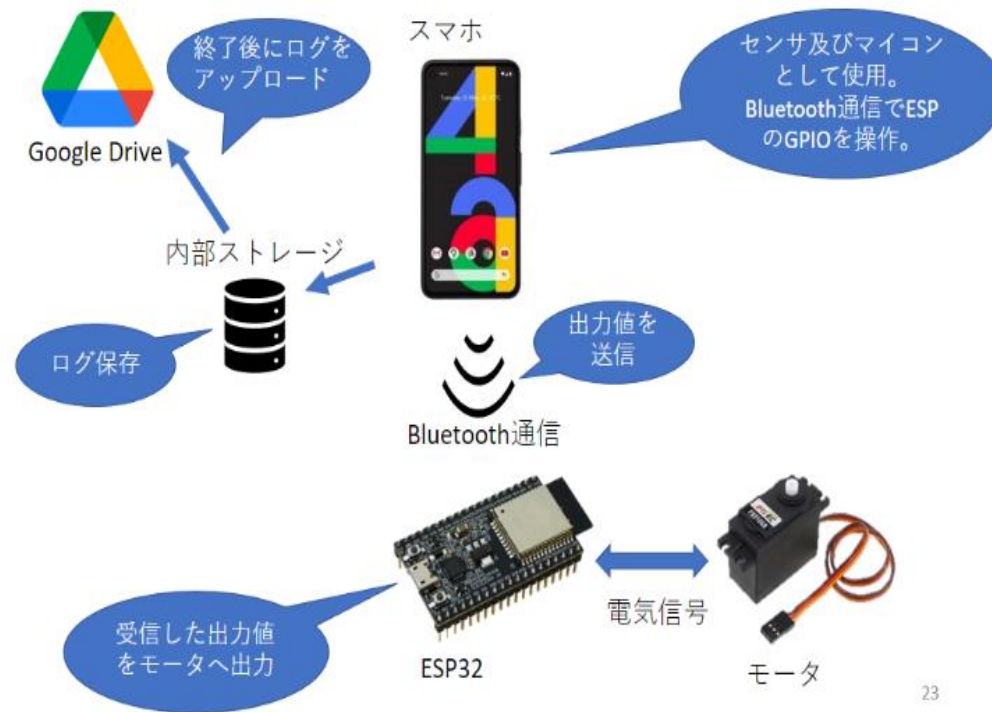 スマホ
終了後にログを
アップロード
センサ及びマイコン
として使用。
Bluetooth通信でESP
のGPIOを操作。
Google Drive
内部ストレージ
ログ保存
出力値を
送信
Bluetooth通信
受信した出力値
をモータへ出力
電気信号
ESP32
モータ
23